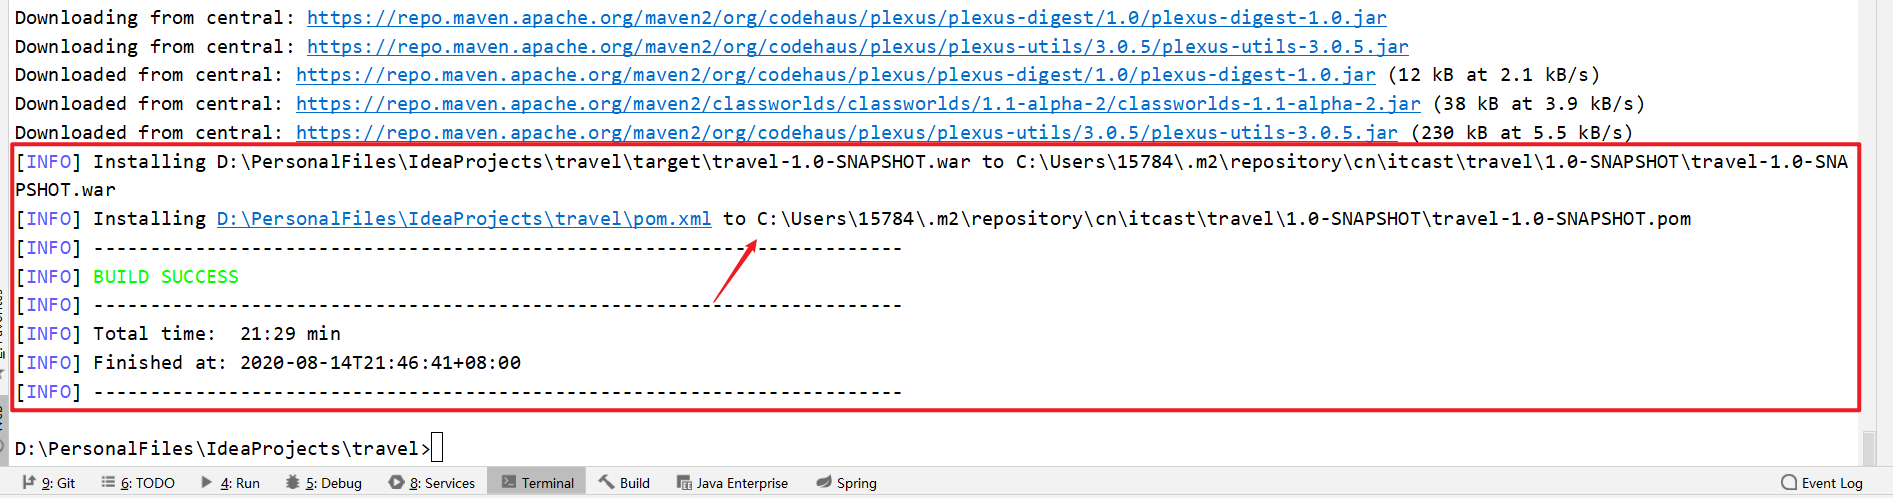 Downloading from central: https://repo.maven.apache.org/maven2/org/codehaus/plexus/plexus-digest/1.0/plexus-digest-1.0.jar
Downloading from central: https://repo.maven.apache.org/maven2/org/codehaus/plexus/plexus-utils/3.0.5/plexus-utils-3.0.5.jar
Downloaded from central: https://repo.maven.apache.org/maven2/org/codehaus/plexus/plexus-digest/1.0/plexus-digest-1.0.jar (12 kB at 2.1 kB/s)
Downloaded from central: https://repo.maven.apache.org/maven2/classworlds/classworlds/1.1-alpha-2/classworlds-1.1-alpha-2.jar (38 kB at 3.9 kB/s)
Downloaded from central: https://repo.maven.apache.org/maven2/org/codehaus/plexus/plexus-utils/3.0.5/plexus-utils-3.0.5.jar (230 kB at 5.5 kB/s)
[INFO] Installing D:\PersonalFiles\IdeaProjects\travel\target\travel-1.0-SNAPSHOT.war to C:\Users\15784\.m2\repository\cn\itcast\travel\1.0-SNAPSHOT\travel-1.0-SNA
PSHOT.war
[INFO] Installing D:\PersonalFiles\IdeaProjects\travel\pom.xml to C:\Users\15784\.m2\repository\cn\itcast\travel\1.0-SNAPSHOT\travel-1.0-SNAPSHOT.pom
[INFO] ------------------------------------------------------------------------
[INFO] BUILD SUCCESS
[INFO] ------------------------------------------------------------------------
[INFO] Total time:  21:29 min
[INFO] Finished at: 2020-08-14T21:46:41+08:00
[INFO] ------------------------------------------------------------------------
D:\PersonalFiles\IdeaProjects\travel>
9: Git 6: TODO 4: Run 5: Debug 8: Services Terminal Build Java Enterprise Spring Event Log